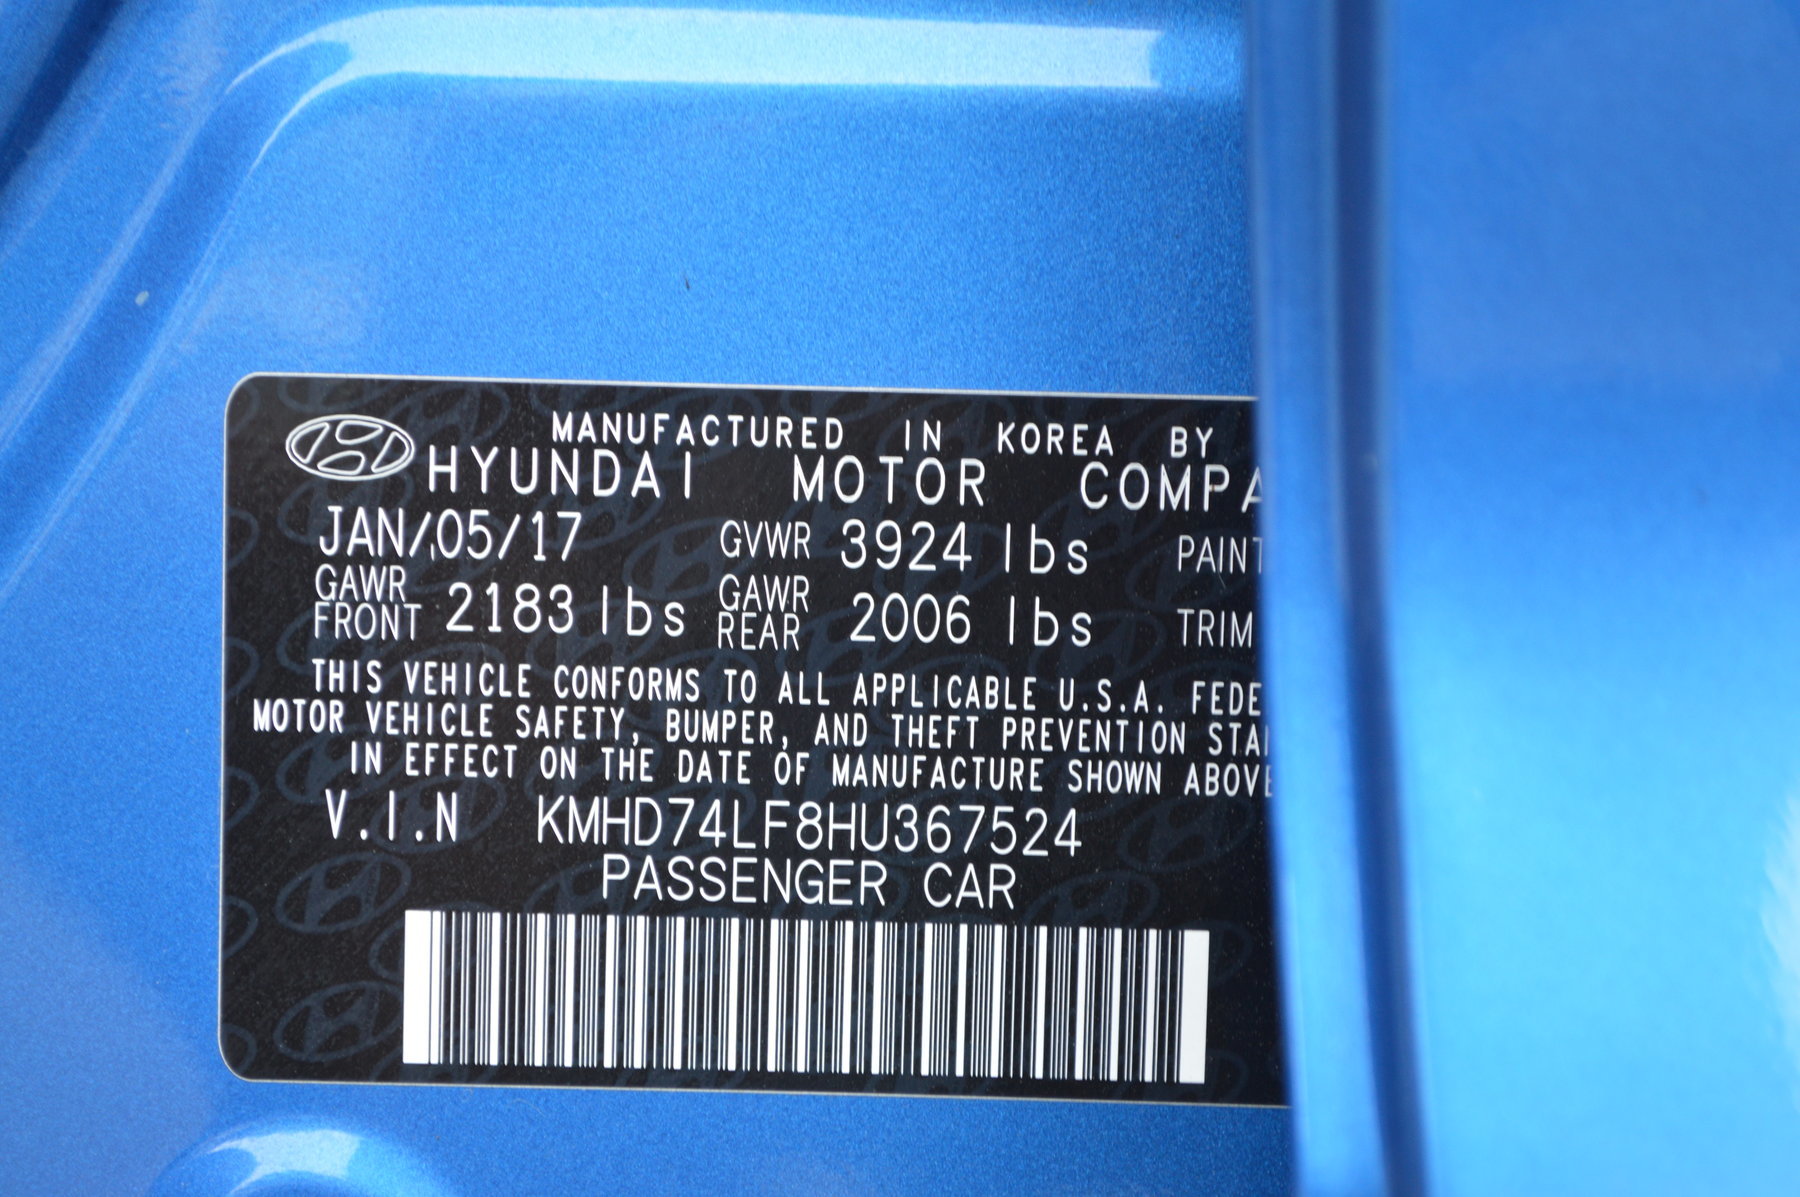 MANUFACTURED IN KOREA BY
HYUNDAI MOTOR COMPA
JAN/05/17 GVWR 3924 lbs PAINT
GAWR FRONT 2183 lbs GAWR REAR 2006 lbs TRIM
THIS VEHICLE CONFORMS TO ALL APPLICABLE U.S.A. FEDE
MOTOR VEHICLE SAFETY, BUMPER, AND THEFT PREVENTION STA
IN EFFECT ON THE DATE OF MANUFACTURE SHOWN ABOVE
V.I.N KMHD74LF8HU367524
PASSENGER CAR